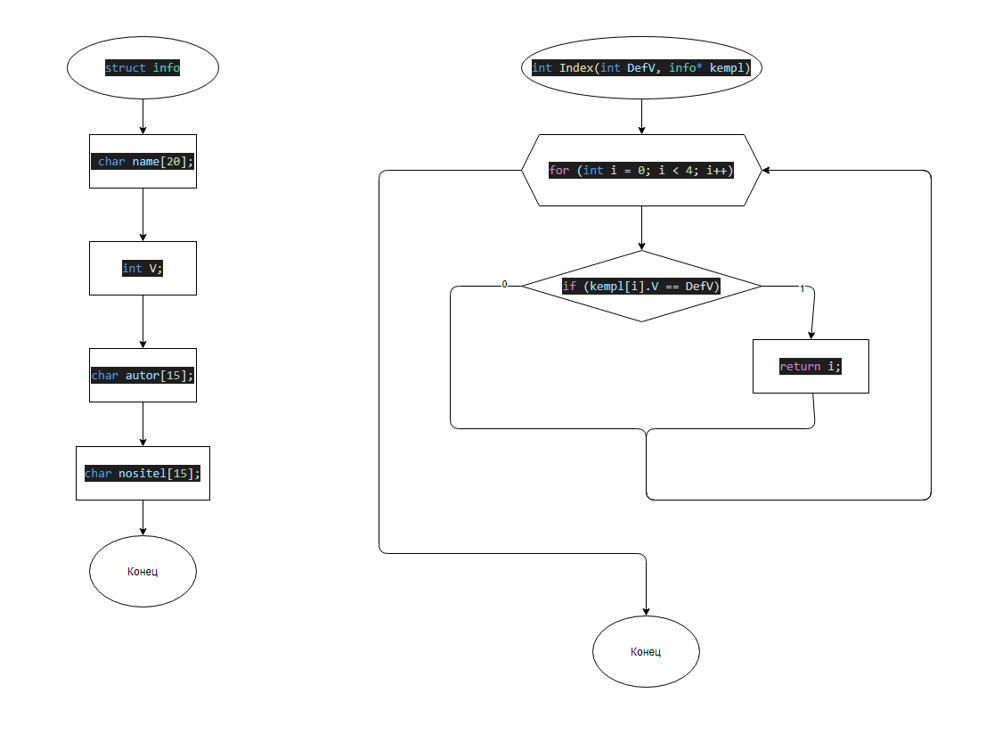 struct info
char name[20];
int V;
char autor[15];
char nositel[15];
Конец
int Index(int DefV, info* kempl)
for (int i = 0; i < 4; i++)
if (kempl[i].V == DefV)
0
1
return i;
Конец